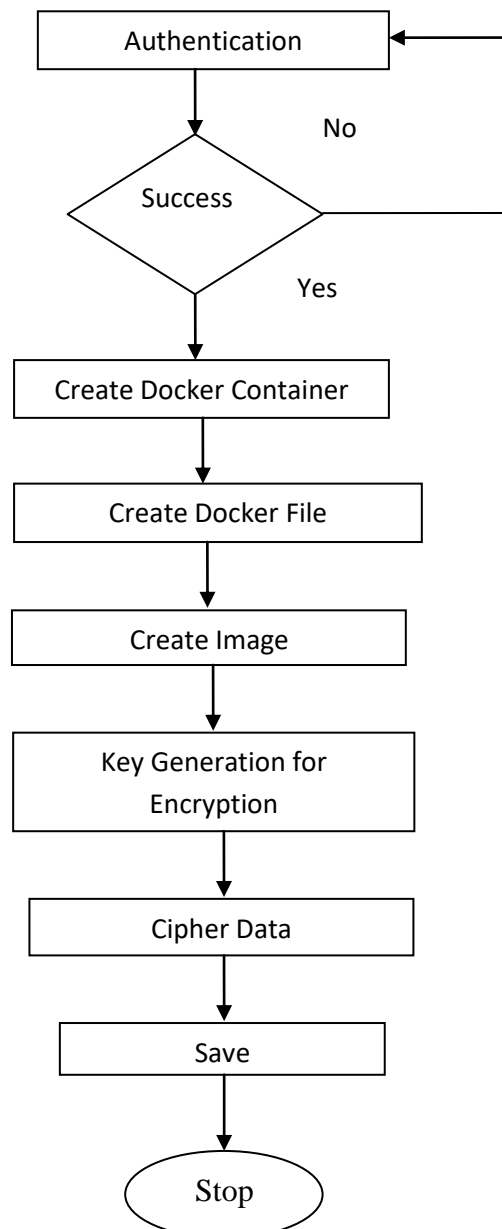 Authentication
No
Success
Yes
Create Docker Container
Create Docker File
Create Image
Key Generation for
Encryption
Cipher Data
Save
Stop